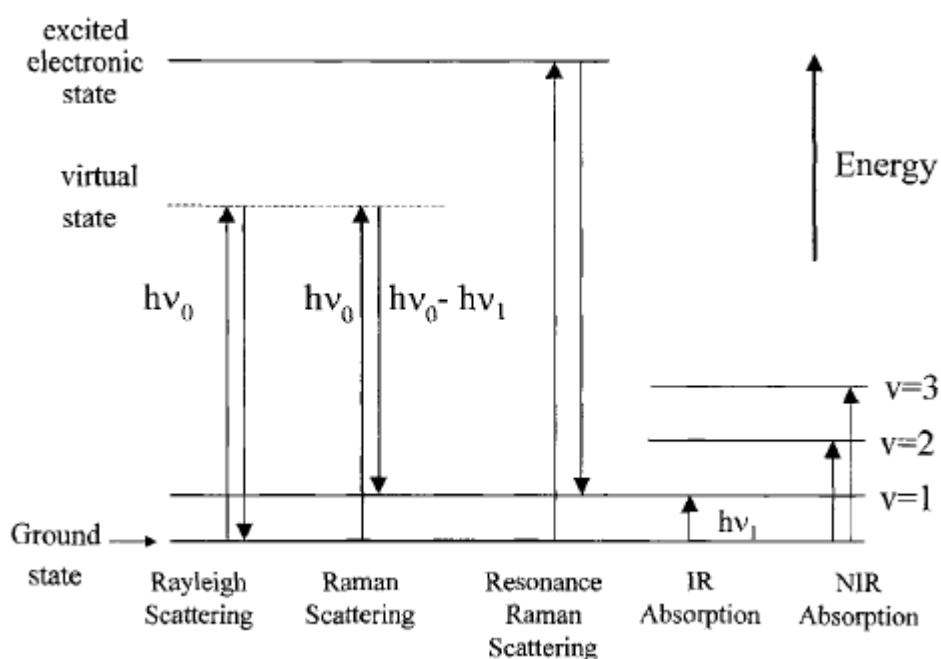 excited
electronic
state
virtual
state
Energy
hν₀
hν₀
hν₀- hν₁
v=3
v=2
v=1
hν₁
Ground
state
Rayleigh
Scattering
Raman
Scattering
Resonance
Raman
Scattering
IR
Absorption
NIR
Absorption